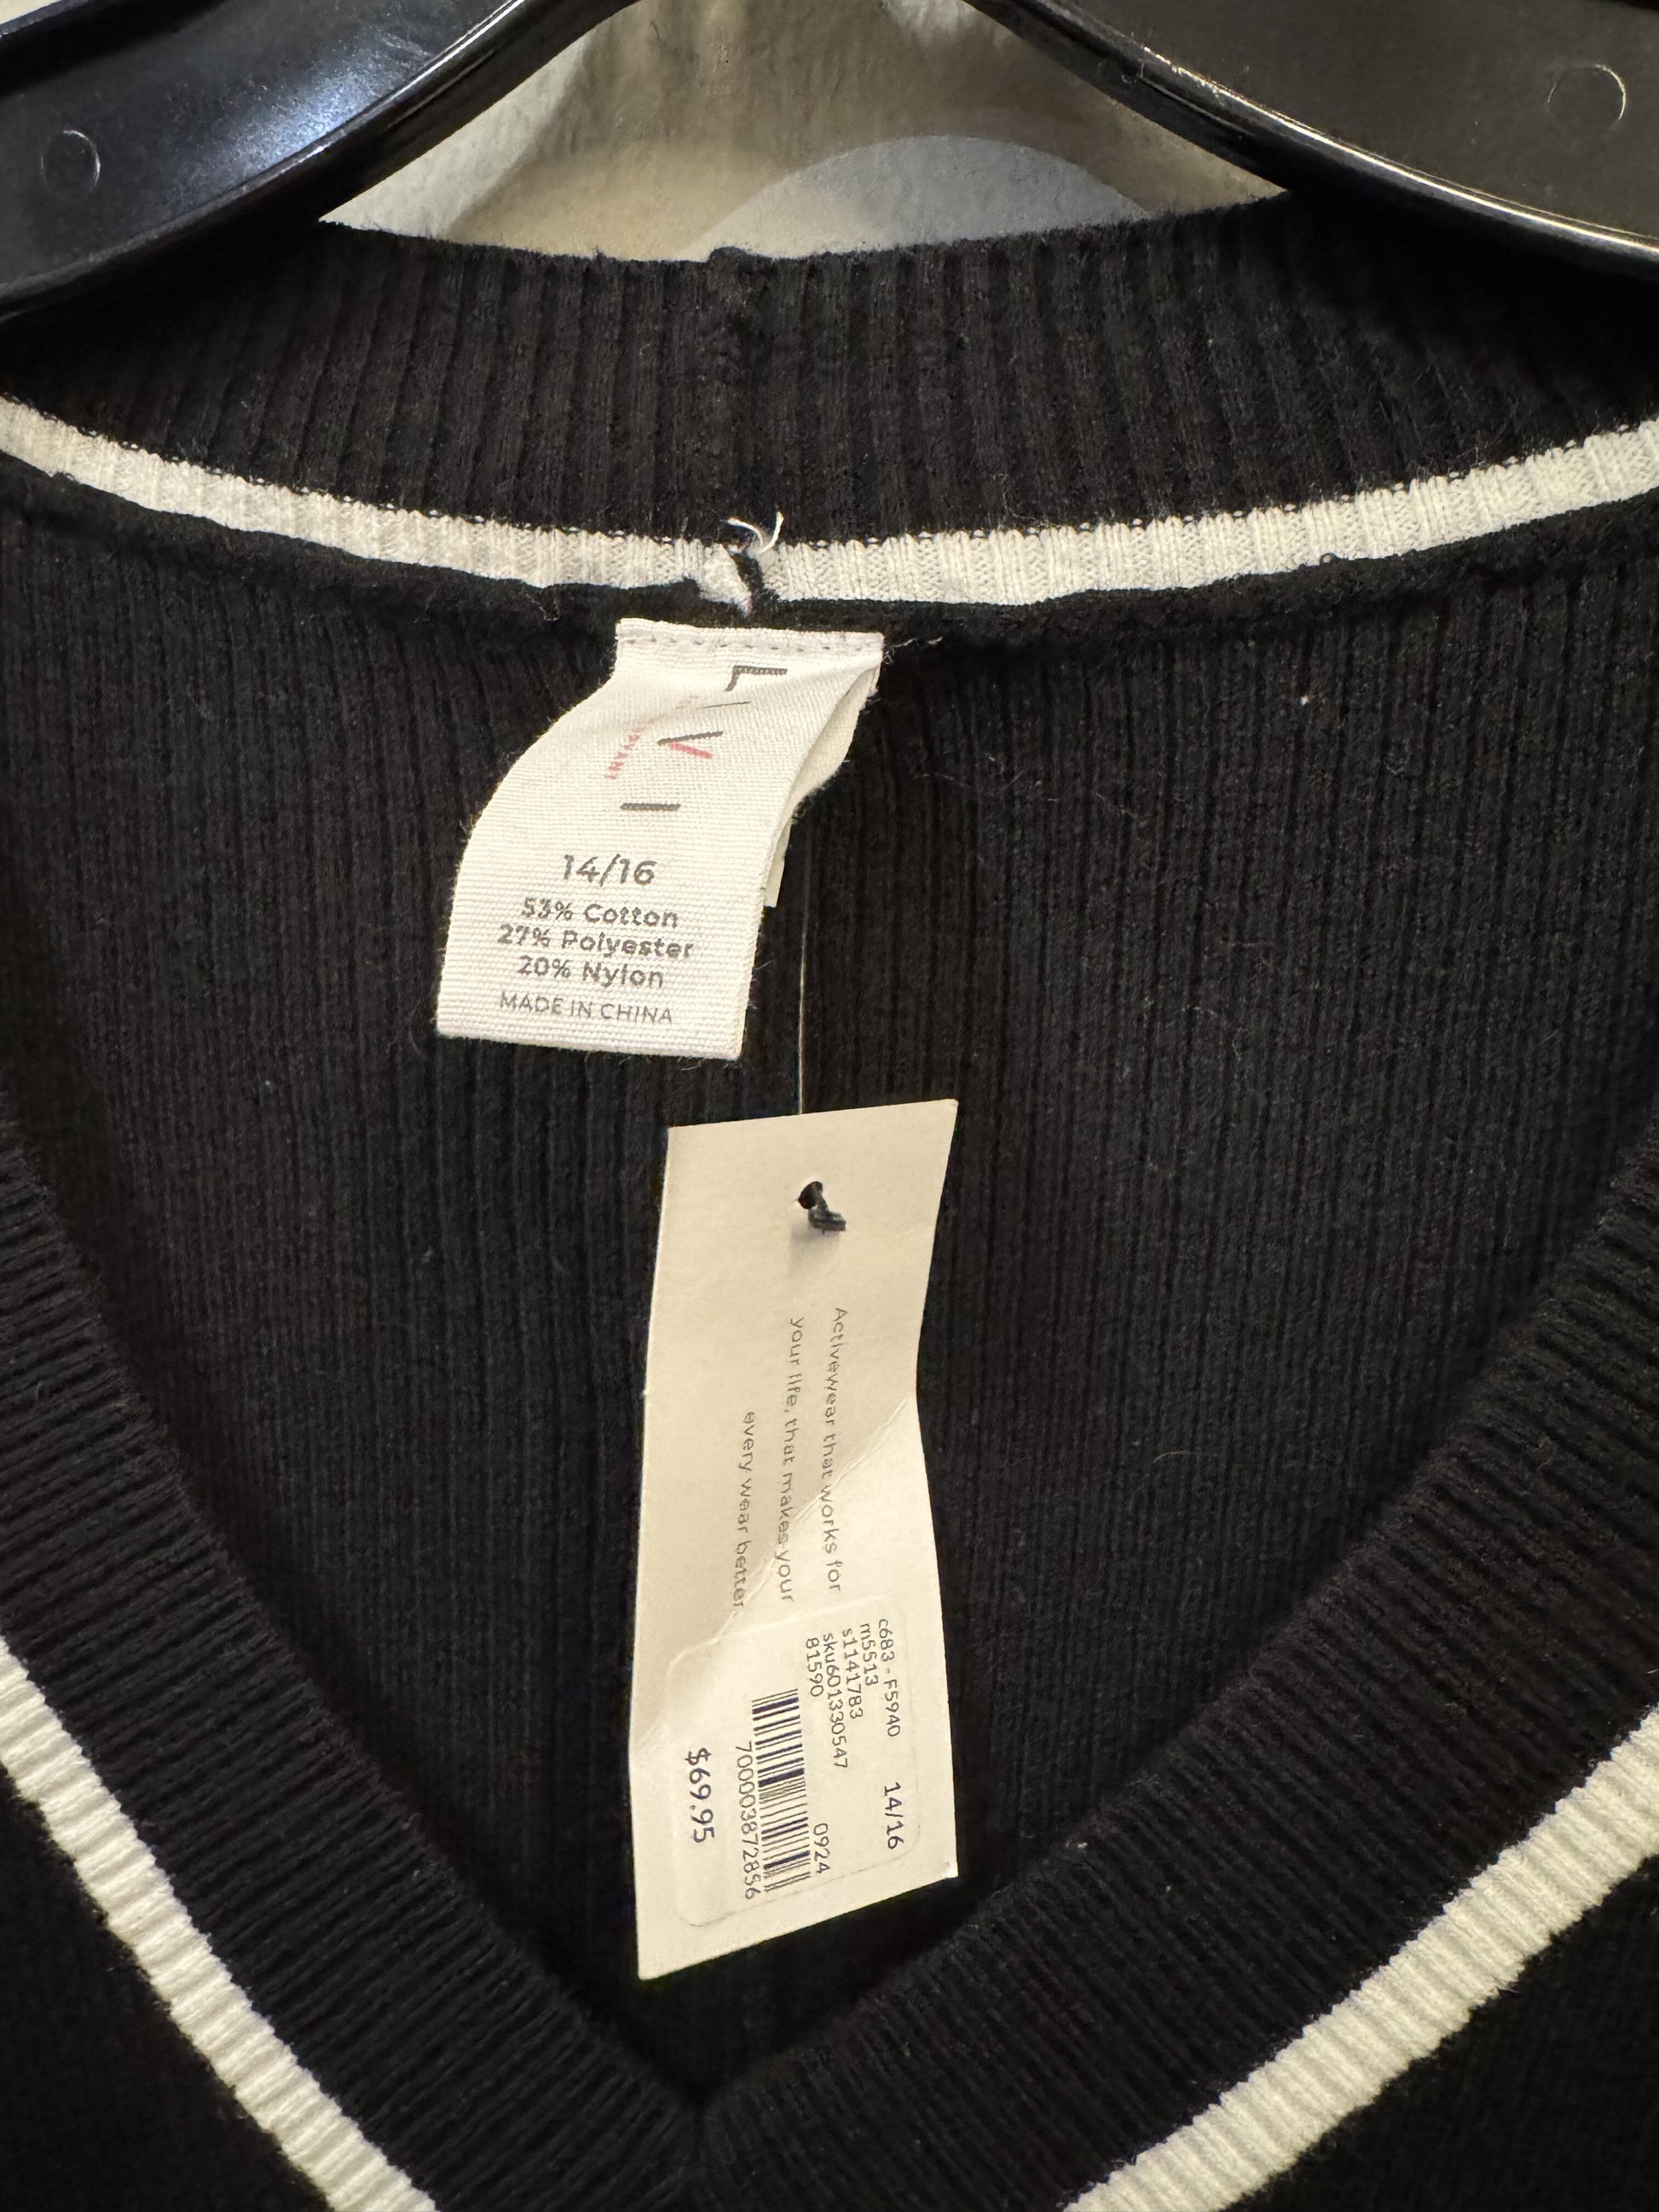 LIVI
14/16
53% Cotton
27% Polyester
20% Nylon
MADE IN CHINA
Activewear that works for
your life, that makes your
every wear better
c683 - F5940 14/16
m5513
s1141783
sku601330547
81590 0924
700003872856
$69.95